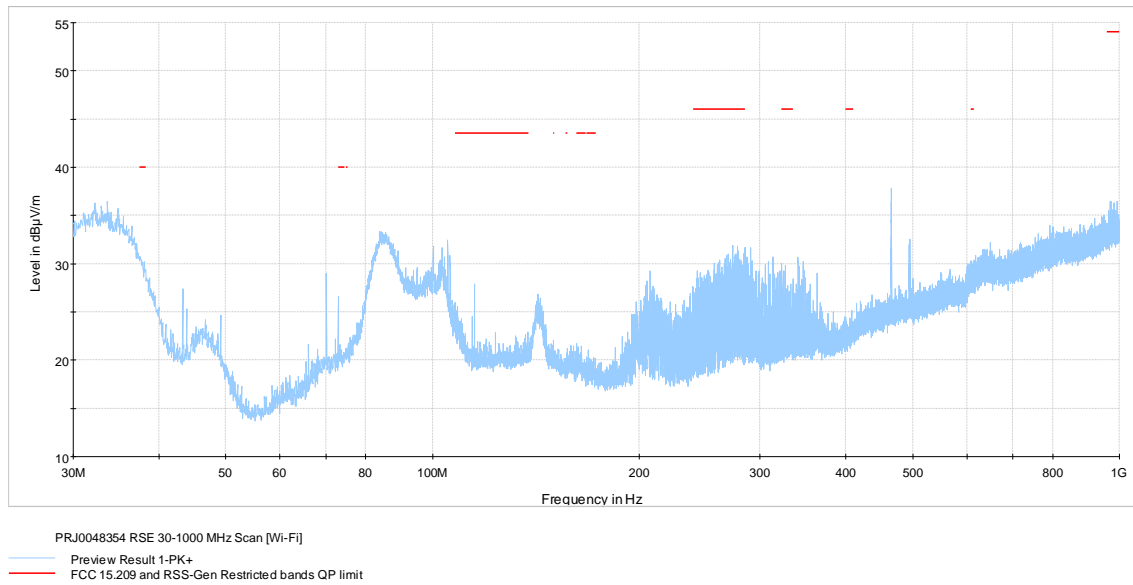 55
50
40
30
20
10
Level in dBµV/m
30M 50 60 80 100M 200 300 400 500 800 1G
Frequency in Hz
PRJ0048354 RSE 30-1000 MHz Scan [Wi-Fi]
Preview Result 1-PK+
FCC 15.209 and RSS-Gen Restricted bands QP limit